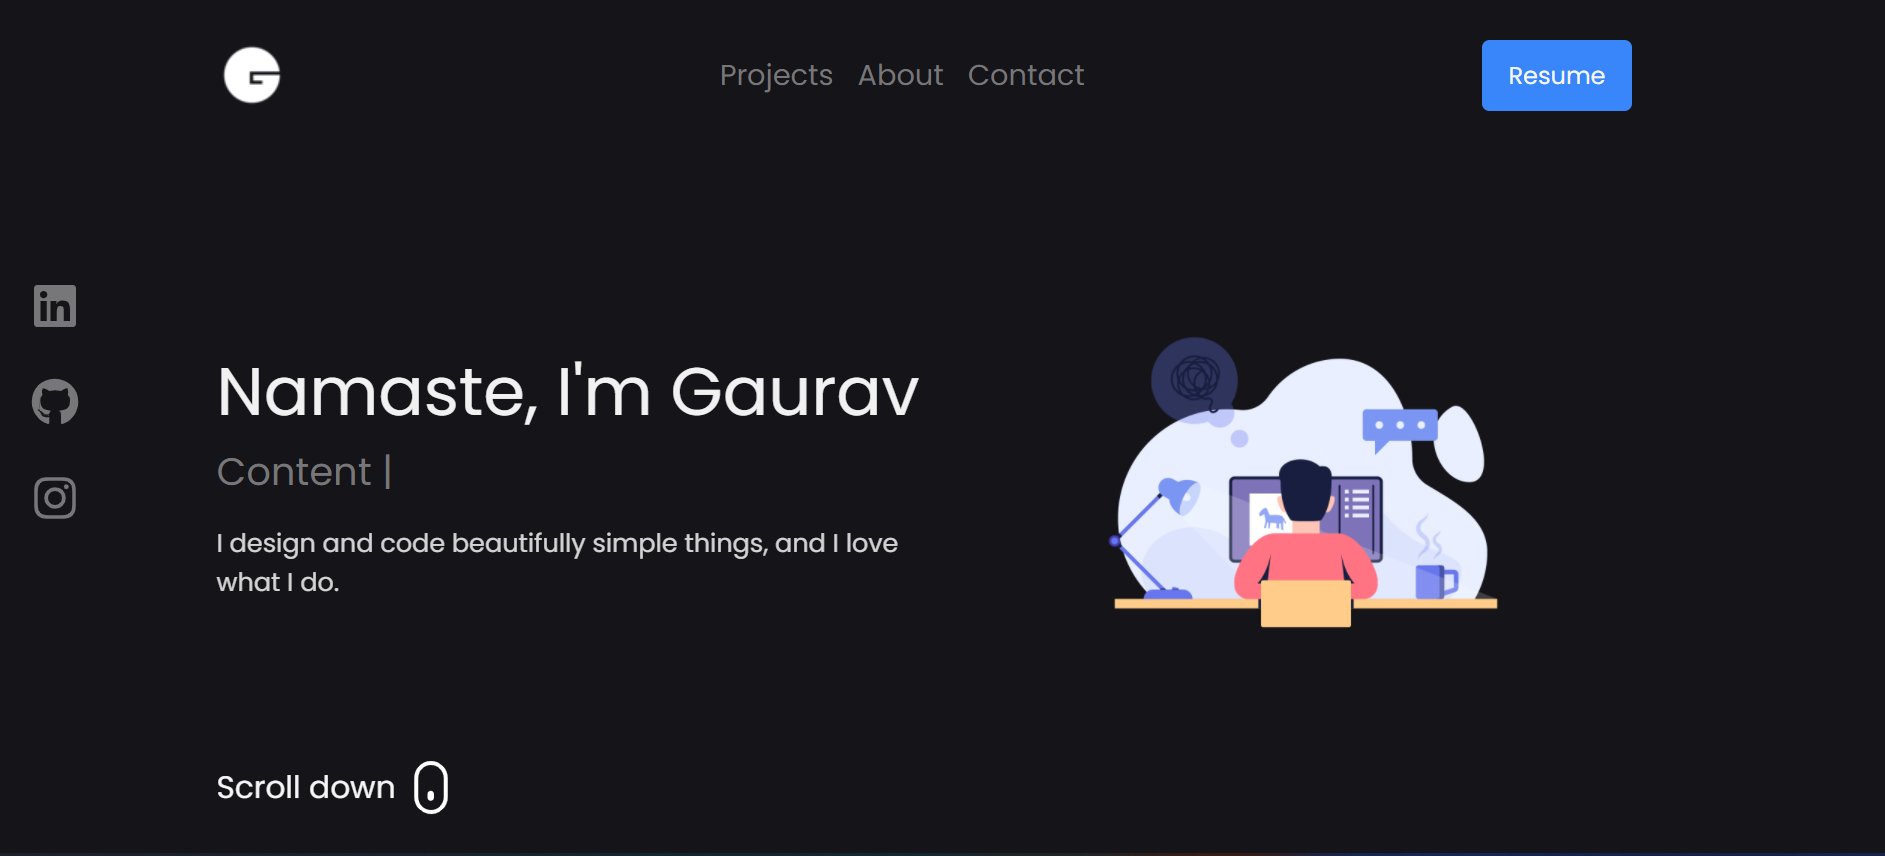 G
Projects About Contact
Resume
in
Namaste, I'm Gaurav
Content |
I design and code beautifully simple things, and I love
what I do.
Scroll down